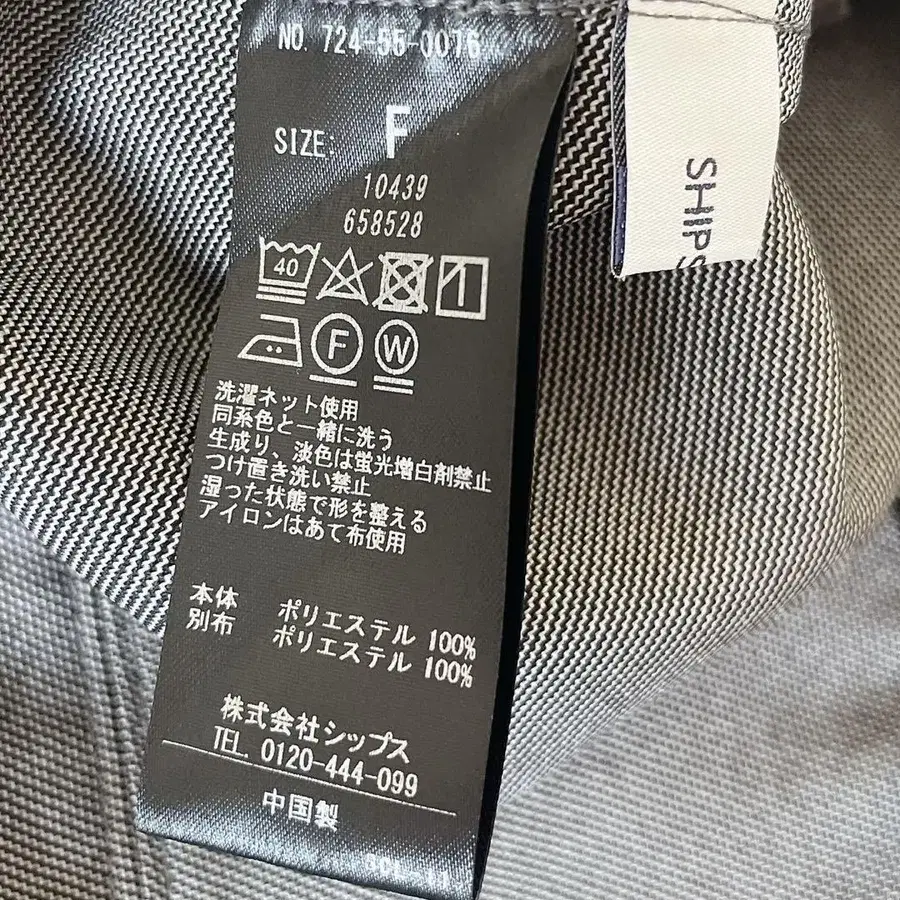 NO. 724-55-0076
SIZE: F
10439
658528
40
F W
洗濯ネット使用
同系色と一緒に洗う
生成り、淡色は蛍光増白剤禁止
つけ置き洗い禁止
湿った状態で形を整える
アイロンはあて布使用
本体 ポリエステル 100%
別布 ポリエステル 100%
株式会社シップス
TEL. 0120-444-099
中国製
SHIPS